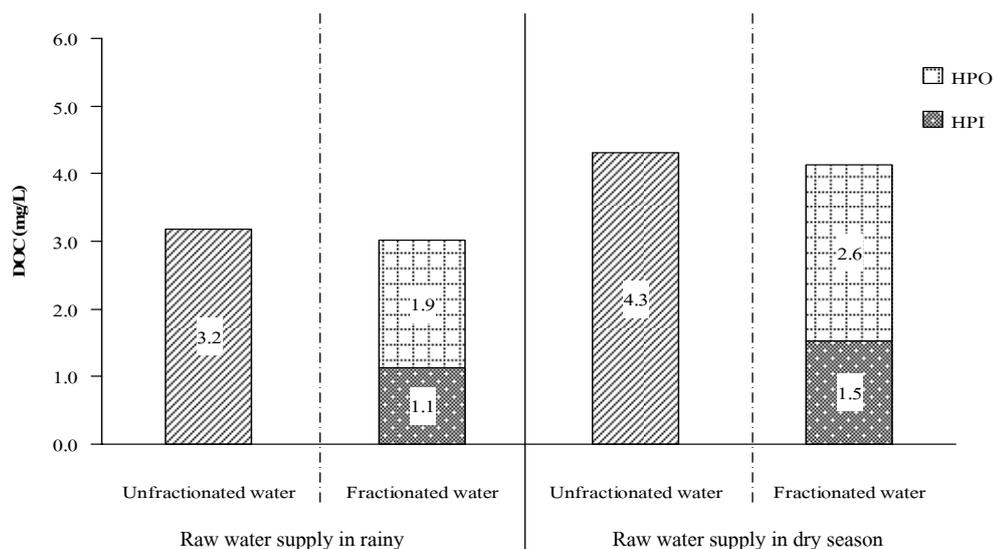 6.0
5.0
4.0
3.0
2.0
1.0
0.0
DOC (mg/L)
HPO
HPI
3.2
1.9
1.1
4.3
2.6
1.5
Unfractionated water
Fractionated water
Unfractionated water
Fractionated water
Raw water supply in rainy
Raw water supply in dry season